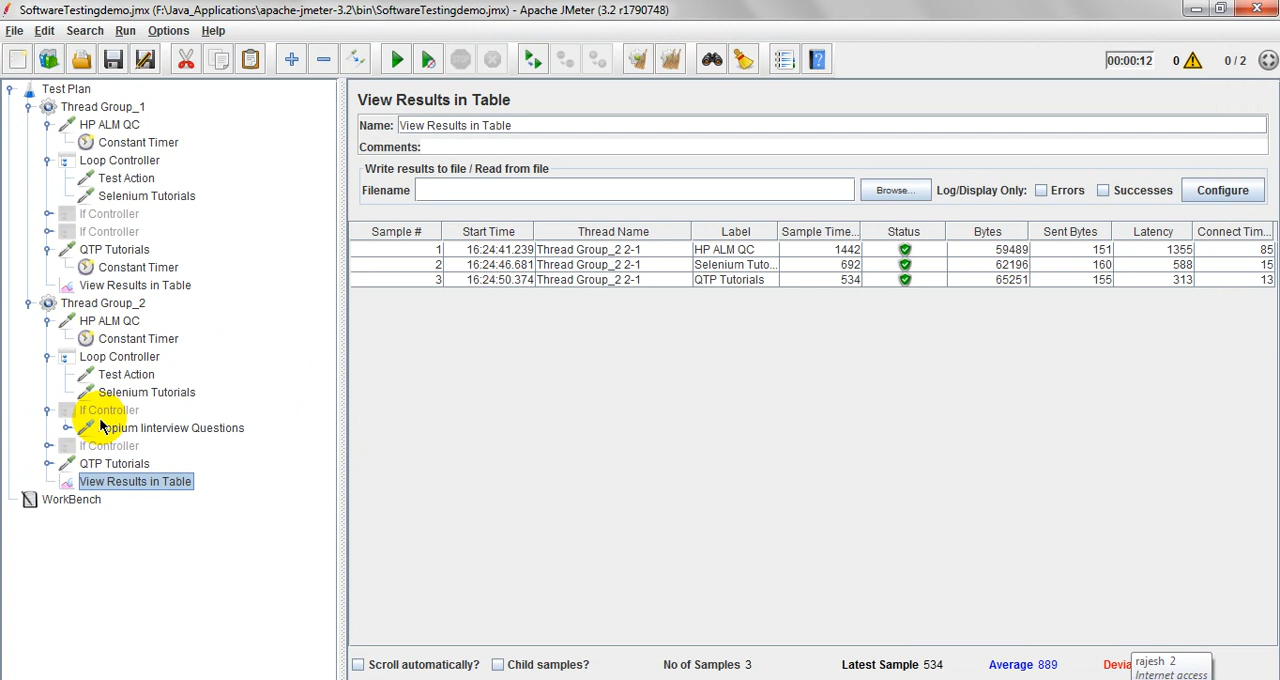 SoftwareTestingdemo.jmx (F:\Java_Applications\apache-jmeter-3.2\bin\SoftwareTestingdemo.jmx) - Apache JMeter (3.2 r1790748)
File Edit Search Run Options Help
00:00:12 0 0 / 2
Test Plan
Thread Group_1
HP ALM QC
Constant Timer
Loop Controller
Test Action
Selenium Tutorials
If Controller
If Controller
QTP Tutorials
Constant Timer
View Results in Table
Thread Group_2
HP ALM QC
Constant Timer
Loop Controller
Test Action
Selenium Tutorials
If Controller
Iinterview Questions
If Controller
QTP Tutorials
View Results in Table
WorkBench
View Results in Table
Name: View Results in Table
Comments:
Write results to file / Read from file
Filename Browse... Log/Display Only: Errors Successes Configure
Sample # Start Time Thread Name Label Sample Time... Status Bytes Sent Bytes Latency Connect Tim...
1 16:24:41.239 Thread Group_2 2-1 HP ALM QC 1442 59489 151 1355 85
2 16:24:46.681 Thread Group_2 2-1 Selenium Tuto... 692 62196 160 588 15
3 16:24:50.374 Thread Group_2 2-1 QTP Tutorials 534 65251 155 313 13
Scroll automatically? Child samples? No of Samples 3 Latest Sample 534 Average 889 Devia
rajesh 2
Internet access